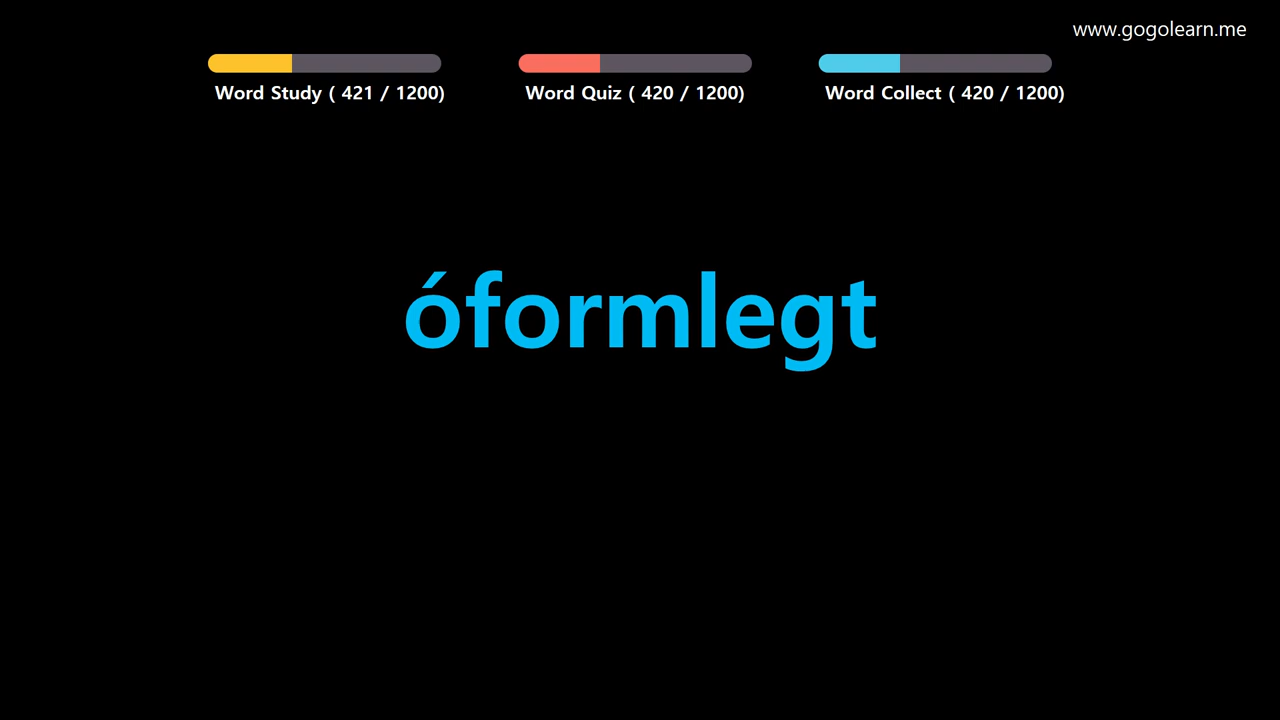 www.gogolearn.me
Word Study ( 421 / 1200)
Word Quiz ( 420 / 1200)
Word Collect ( 420 / 1200)
óformlegt